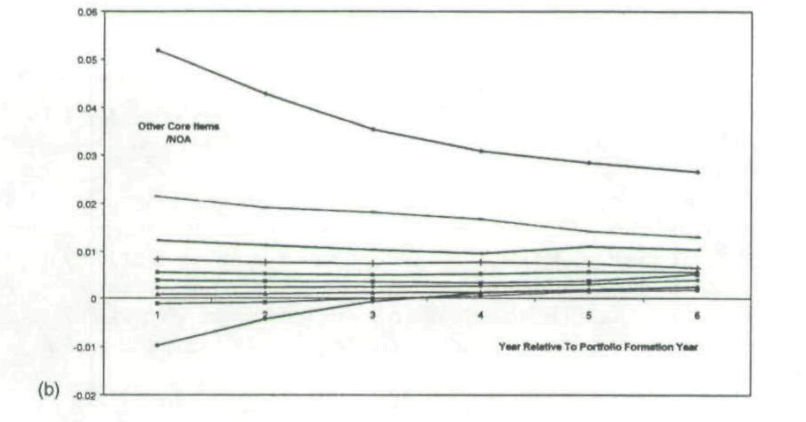 0.06
0.05
0.04
Other Core Items
/NOA
0.03
0.02
0.01
0
1 2 3 4 5 6
-0.01
Year Relative To Portfolio Formation Year
(b)
-0.02